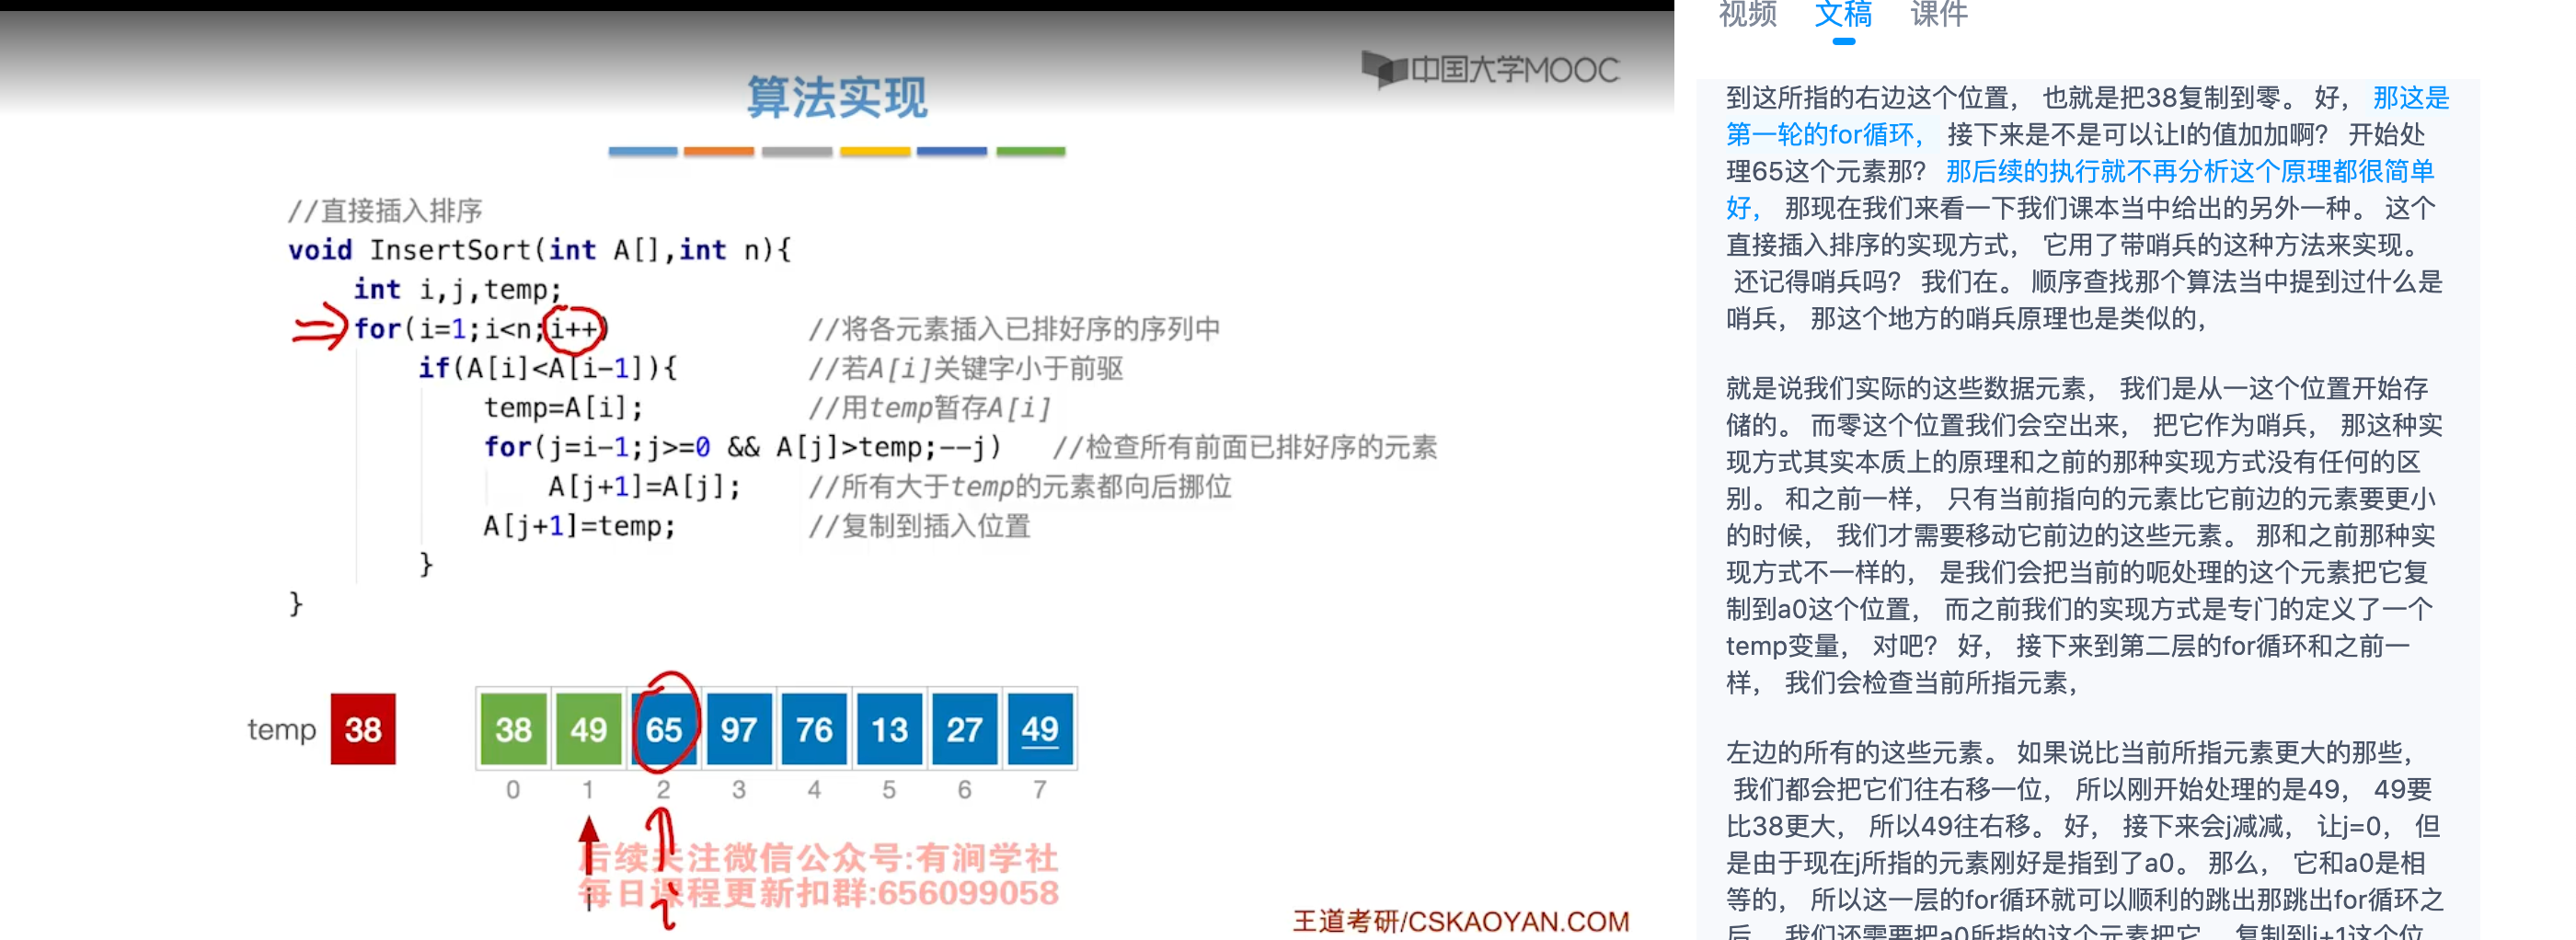 中国大学MOOC
算法实现
//直接插入排序
void InsertSort(int A[],int n){
int i,j,temp;
for(i=1;i<n;i++) //将各元素插入已排好序的序列中
if(A[i]<A[i-1]){ //若A[i]关键字小于前驱
temp=A[i]; //用temp暂存A[i]
for(j=i-1;j>=0 && A[j]>temp;--j) //检查所有前面已排好序的元素
A[j+1]=A[j]; //所有大于temp的元素都向后挪位
A[j+1]=temp; //复制到插入位置
}
}
temp 38 38 49 65 97 76 13 27 49
0 1 2 3 4 5 6 7
后续关注微信公众号:有涧学社
每日课程更新扣群:656099058
i i
王道考研/CSKAOYAN.COM
视频 文稿 课件
到这所指的右边这个位置， 也就是把38复制到零。 好， 那这是
第一轮的for循环， 接下来是不是可以让I的值加加啊？ 开始处
理65这个元素那？ 那后续的执行就不再分析这个原理都很简单
好， 那现在我们来看一下我们课本当中给出的另外一种。 这个
直接插入排序的实现方式， 它用了带哨兵的这种方法来实现。
还记得哨兵吗？ 我们在。 顺序查找那个算法当中提到过什么是
哨兵， 那这个地方的哨兵原理也是类似的，
就是说我们实际的这些数据元素， 我们是从一这个位置开始存
储的。 而零这个位置我们会空出来， 把它作为哨兵， 那这种实
现方式其实本质上的原理和之前的那种实现方式没有任何的区
别。 和之前一样， 只有当前指向的元素比它前边的元素要更小
的时候， 我们才需要移动它前边的这些元素。 那和之前那种实
现方式不一样的， 是我们会把当前的呃处理的这个元素把它复
制到a0这个位置， 而之前我们的实现方式是专门的定义了一个
temp变量， 对吧？ 好， 接下来到第二层的for循环和之前一
样， 我们会检查当前所指元素，
左边的所有的这些元素。 如果说比当前所指元素更大的那些，
我们都会把它们往右移一位， 所以刚开始处理的是49， 49要
比38更大， 所以49往右移。 好， 接下来会j减减， 让j=0， 但
是由于现在j所指的元素刚好是指到了a0。 那么， 它和a0是相
等的， 所以这一层的for循环就可以顺利的跳出那跳出for循环之
后， 我们还需要把a0所指的这个元素把它， 复制到j+1这个位